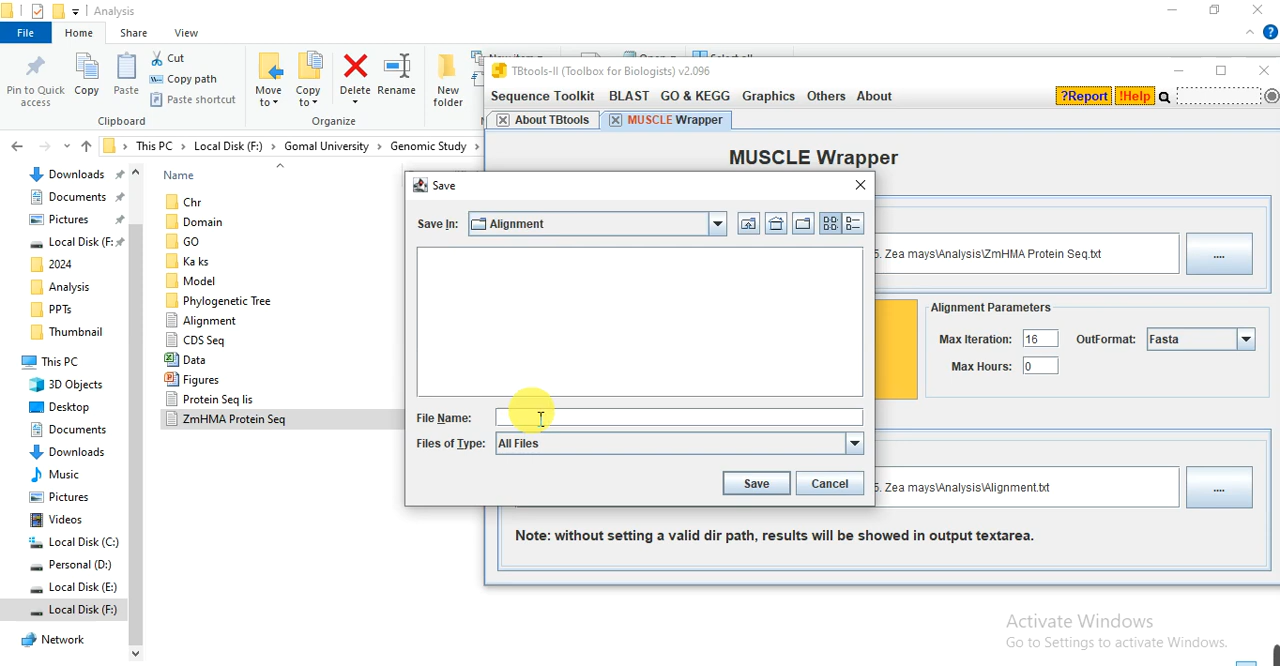 Analysis
File Home Share View
Pin to Quick access
Copy
Paste
Cut
Copy path
Paste shortcut
Clipboard
Move to
Copy to
Delete
Rename
Organize
New folder
This PC > Local Disk (F:) > Gomal University > Genomic Study >
Downloads
Documents
Pictures
Local Disk (F:
2024
Analysis
PPTs
Thumbnail
This PC
3D Objects
Desktop
Documents
Downloads
Music
Pictures
Videos
Local Disk (C:)
Personal (D:)
Local Disk (E:)
Local Disk (F:)
Network
Name
Chr
Domain
GO
Ka ks
Model
Phylogenetic Tree
Alignment
CDS Seq
Data
Figures
Protein Seq lis
ZmHMA Protein Seq
TBtools-II (Toolbox for Biologists) v2.096
Sequence Toolkit BLAST GO & KEGG Graphics Others About
?Report !Help
About TBtools MUSCLE Wrapper
MUSCLE Wrapper
5. Zea mays\Analysis\ZmHMA Protein Seq.txt
....
Alignment Parameters
Max Iteration: 16 OutFormat: Fasta
Max Hours: 0
5. Zea mays\Analysis\Alignment.txt
....
Note: without setting a valid dir path, results will be showed in output textarea.
Save
Save In: Alignment
File Name:
Files of Type: All Files
Save Cancel
Activate Windows
Go to Settings to activate Windows.